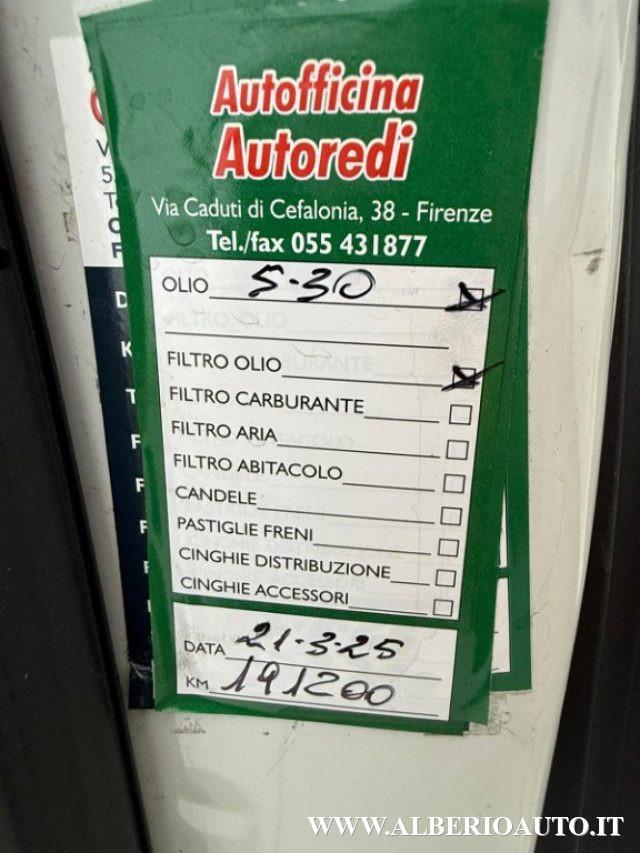 Autofficina
Autoredi
Via Caduti di Cefalonia, 38 - Firenze
Tel./fax 055 431877
OLIO 5-30
FILTRO OLIO
FILTRO CARBURANTE
FILTRO ARIA
FILTRO ABITACOLO
CANDELE
PASTIGLIE FRENI
CINGHIE DISTRIBUZIONE
CINGHIE ACCESSORI
DATA 21-3-25
KM 191200
WWW.ALBERIOAUTO.IT